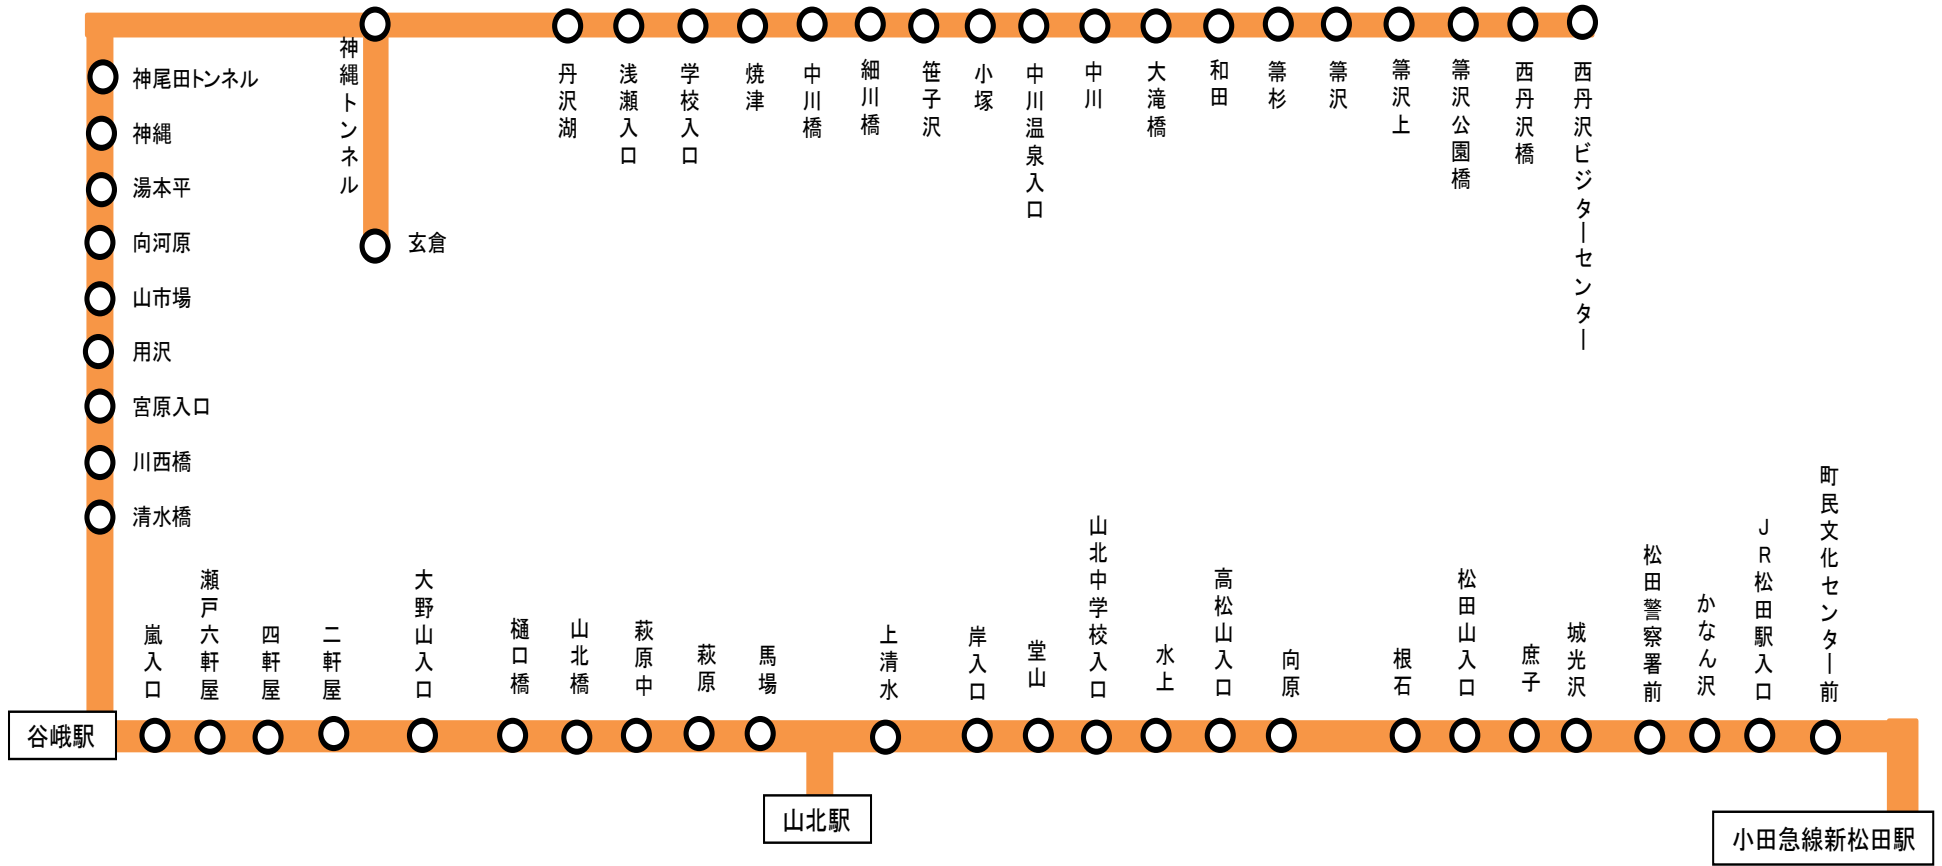 神縄トンネル
丹沢湖
浅瀬入口
学校入口
焼津
中川橋
細川橋
笹子沢
小塚
中川温泉入口
中川
大滝橋
和田
箒杉
箒沢
箒沢上
箒沢公園橋
西丹沢橋
西丹沢ビジターセンター
神尾田トンネル
神縄
湯本平
向河原
山市場
用沢
宮原入口
川西橋
清水橋
玄倉
嵐入口
瀬戸六軒屋
四軒屋
二軒屋
大野山入口
樋口橋
山北橋
萩原中
萩原
馬場
上清水
岸入口
堂山
山北中学校入口
水上
高松山入口
向原
根石
松田山入口
庶子
城光沢
松田警察署前
かなん沢
JR松田駅入口
町民文化センター前
谷峨駅
山北駅
小田急線新松田駅